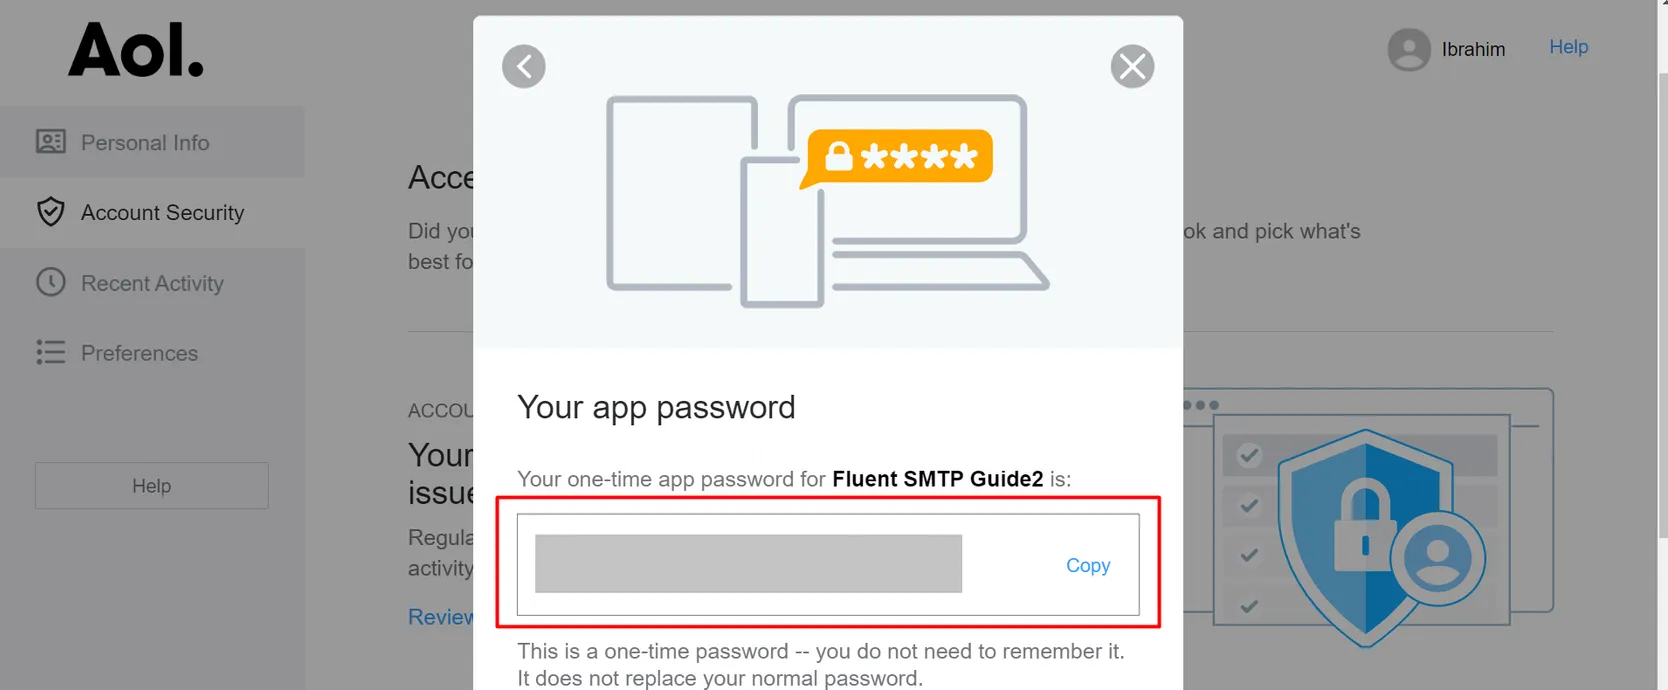 Aol.
Ibrahim
Help
Personal Info
Account Security
Recent Activity
Preferences
Help
Acce
Did you
ok and pick what's
best fo
ACCOU
Your
issue
Regula
activity
Review
****
Your app password
Your one-time app password for Fluent SMTP Guide2 is:
Copy
This is a one-time password -- you do not need to remember it.
It does not replace your normal password.